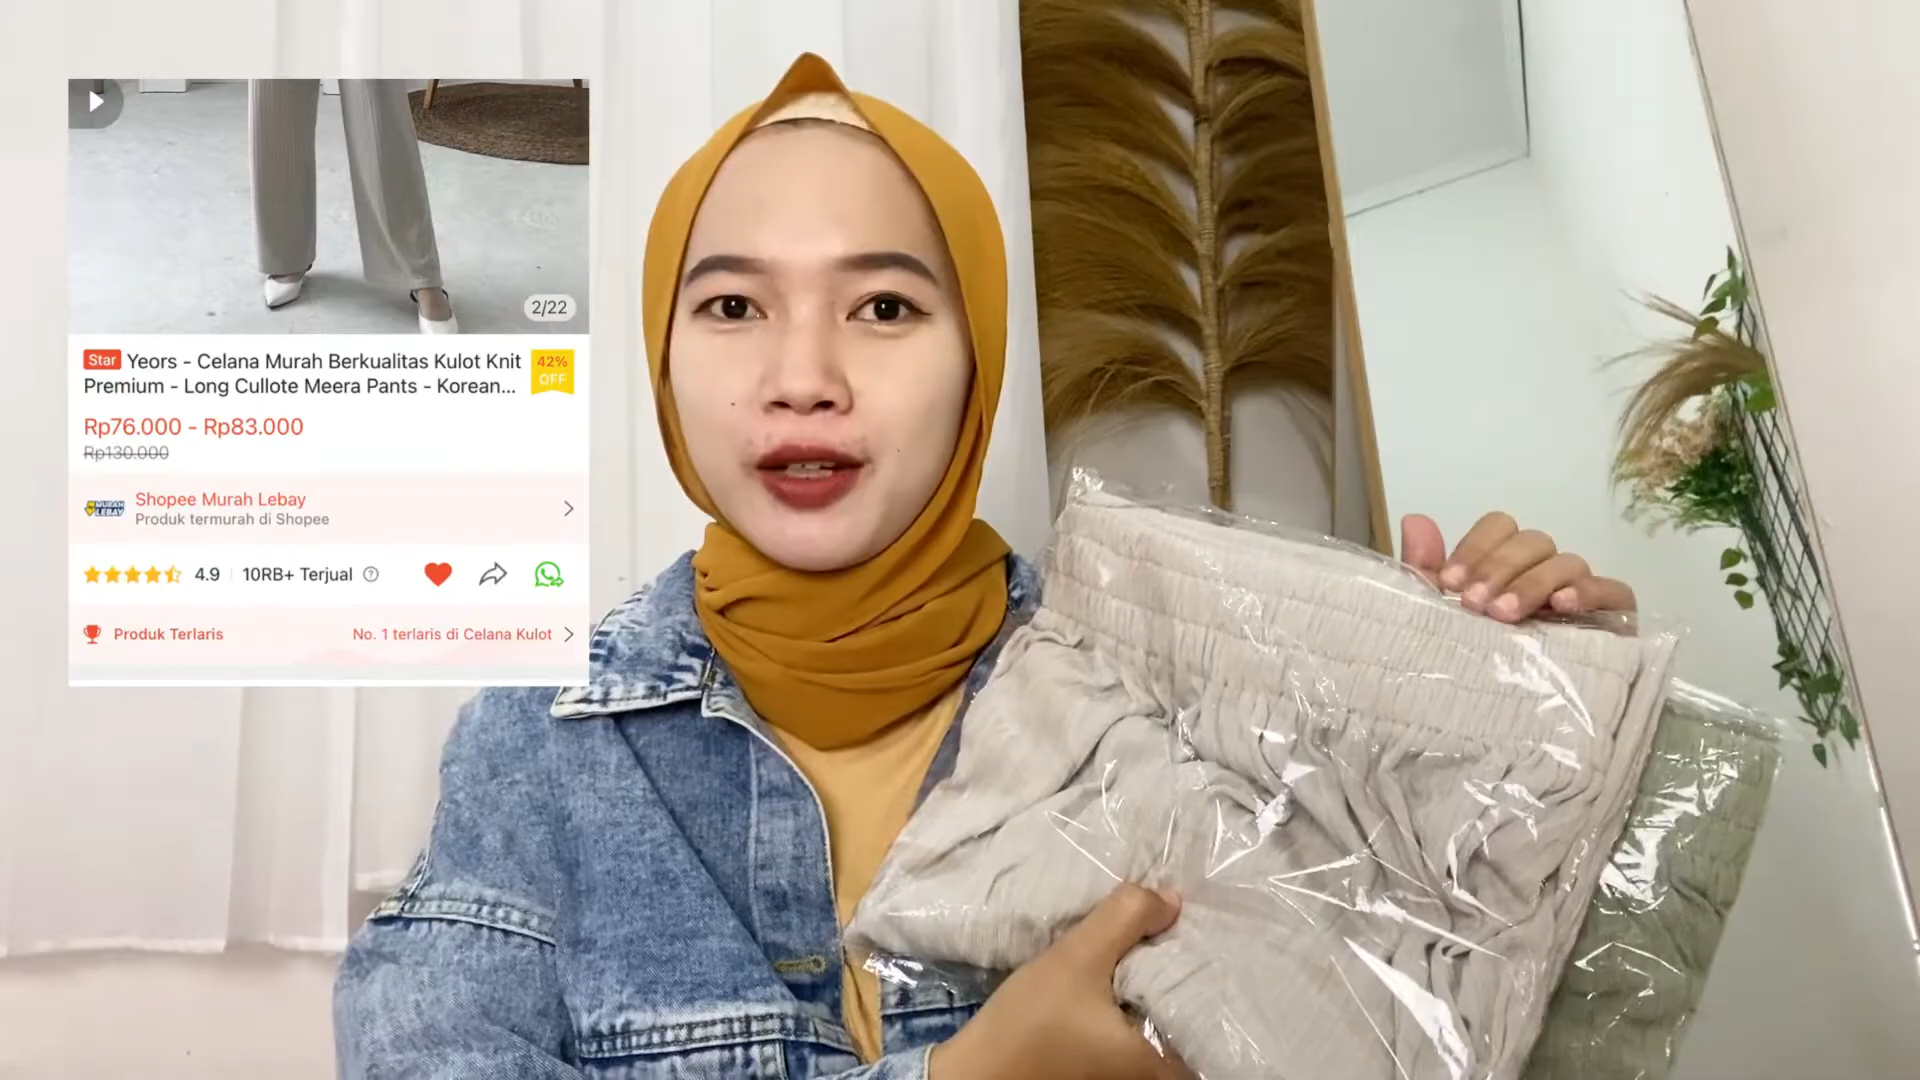 2/22
Star Yeors - Celana Murah Berkualitas Kulot Knit
Premium - Long Cullote Meera Pants - Korean...
42%
OFF
Rp76.000 - Rp83.000
Rp130.000
MURAH
LEBAY
Shopee Murah Lebay
Produk termurah di Shopee
4.9 10RB+ Terjual
Produk Terlaris
No. 1 terlaris di Celana Kulot